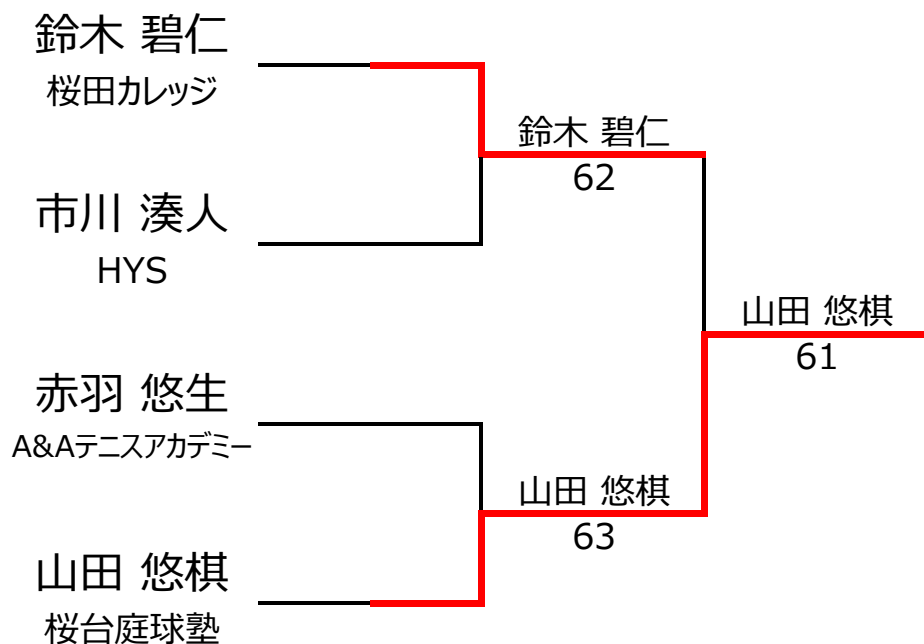 鈴木 碧仁
桜田カレッジ
市川 湊人
HYS
赤羽 悠生
A&Aテニスアカデミー
山田 悠棋
桜台庭球塾
鈴木 碧仁
62
山田 悠棋
63
山田 悠棋
61